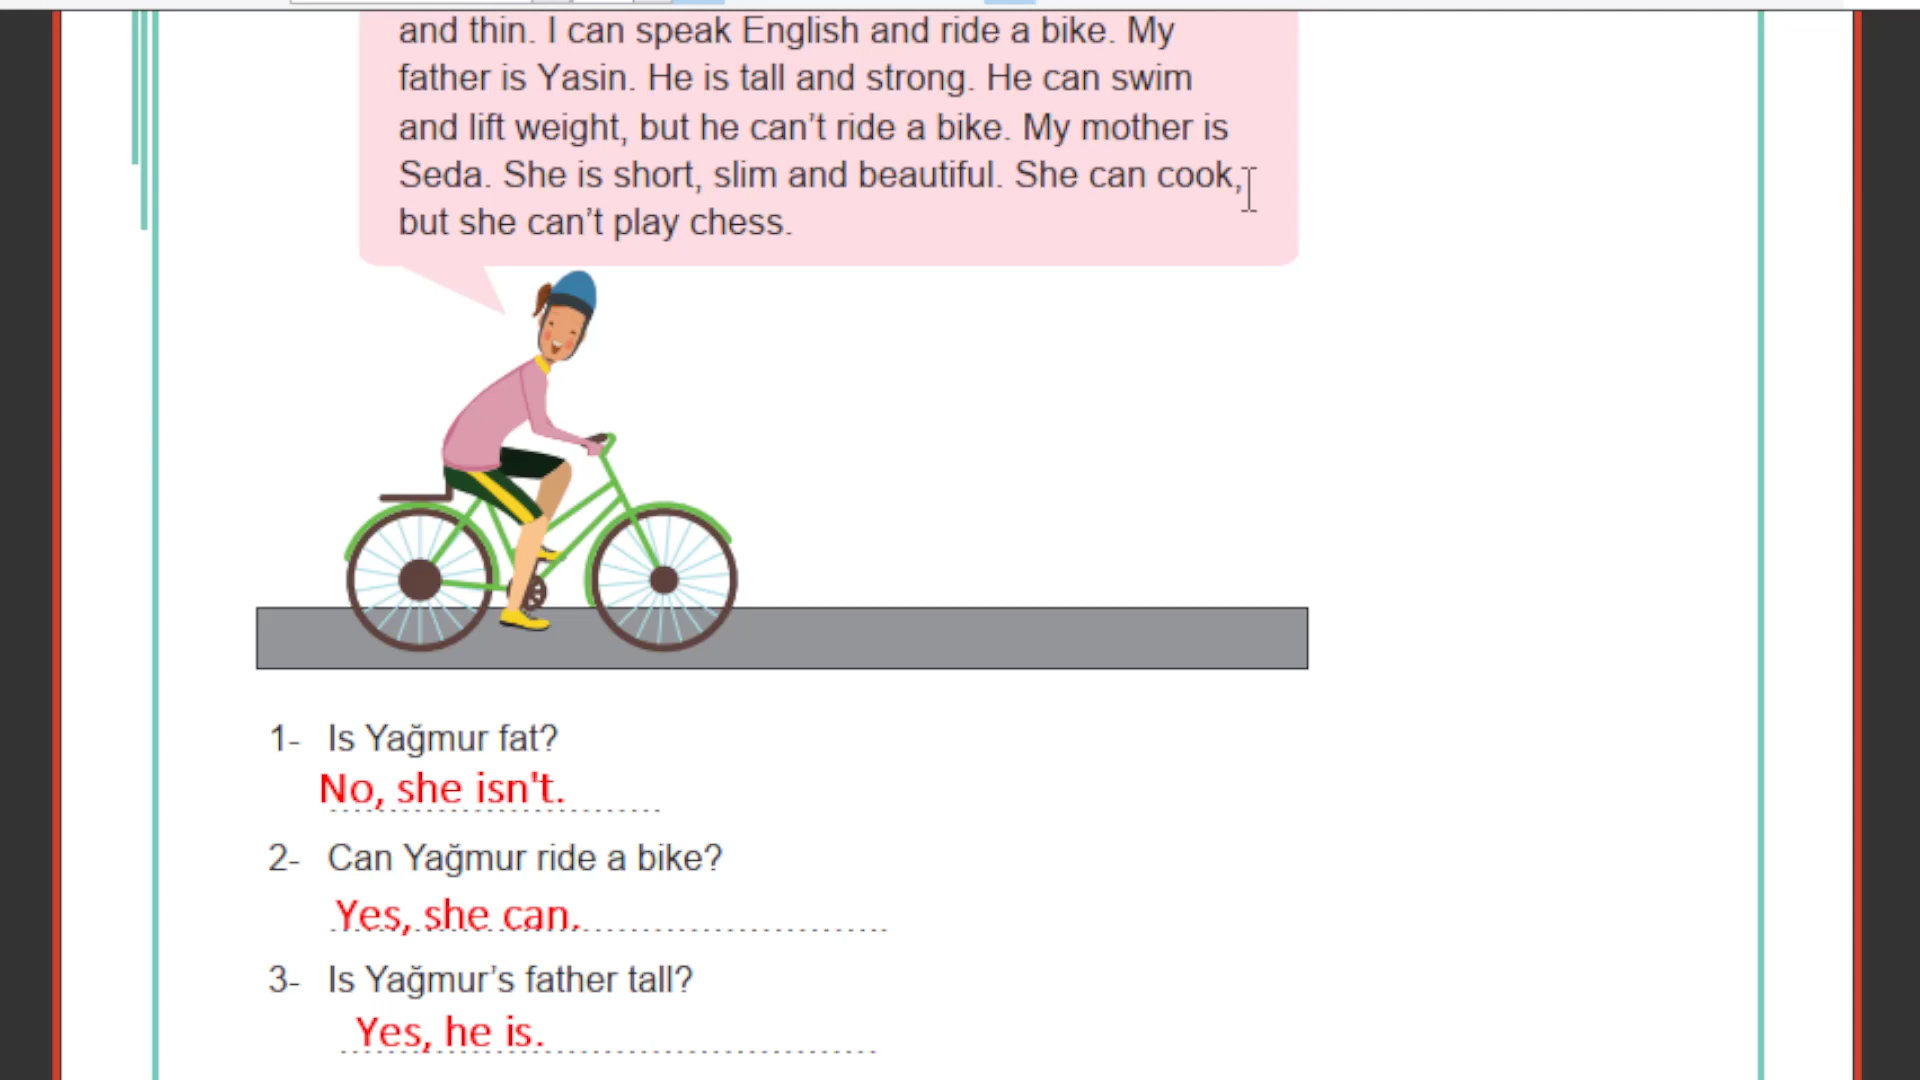 and thin. I can speak English and ride a bike. My
father is Yasin. He is tall and strong. He can swim
and lift weight, but he can’t ride a bike. My mother is
Seda. She is short, slim and beautiful. She can cook,
but she can’t play chess.
1- Is Yağmur fat?
No, she isn't.
2- Can Yağmur ride a bike?
Yes, she can.
3- Is Yağmur’s father tall?
Yes, he is.